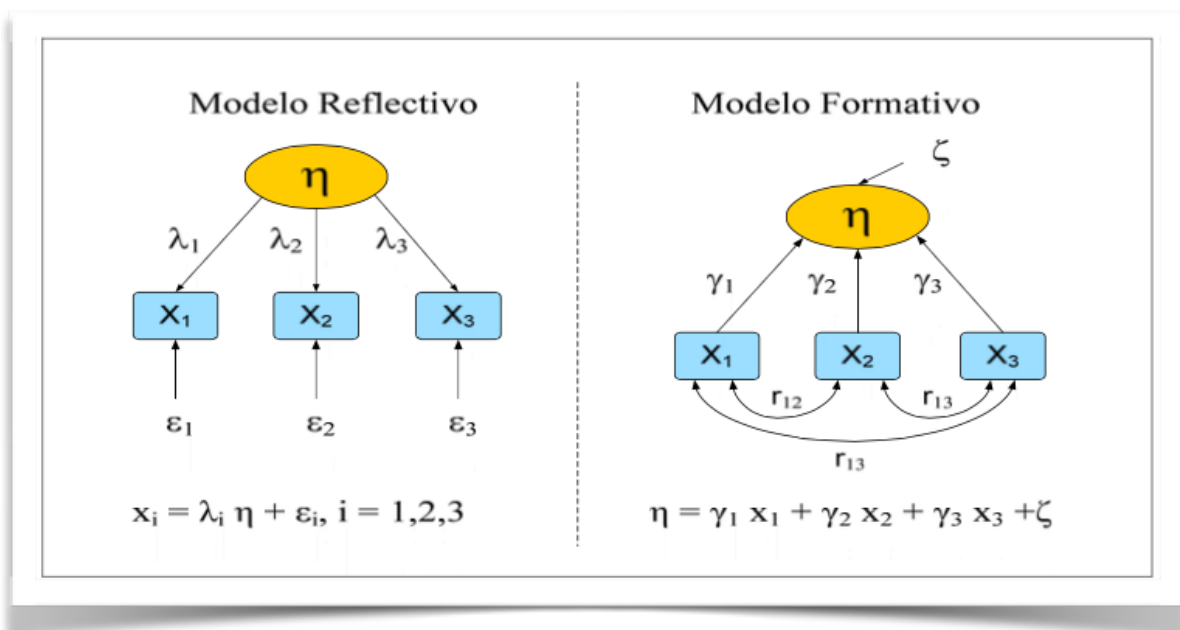 Modelo Reflectivo
η
λ₁ λ₂ λ₃
X₁ X₂ X₃
ε₁ ε₂ ε₃
xᵢ = λᵢ η + εᵢ, i = 1,2,3
Modelo Formativo
ζ
η
γ₁ γ₂ γ₃
X₁ X₂ X₃
r₁₂ r₁₃
r₁₃
η = γ₁ x₁ + γ₂ x₂ + γ₃ x₃ +ζ